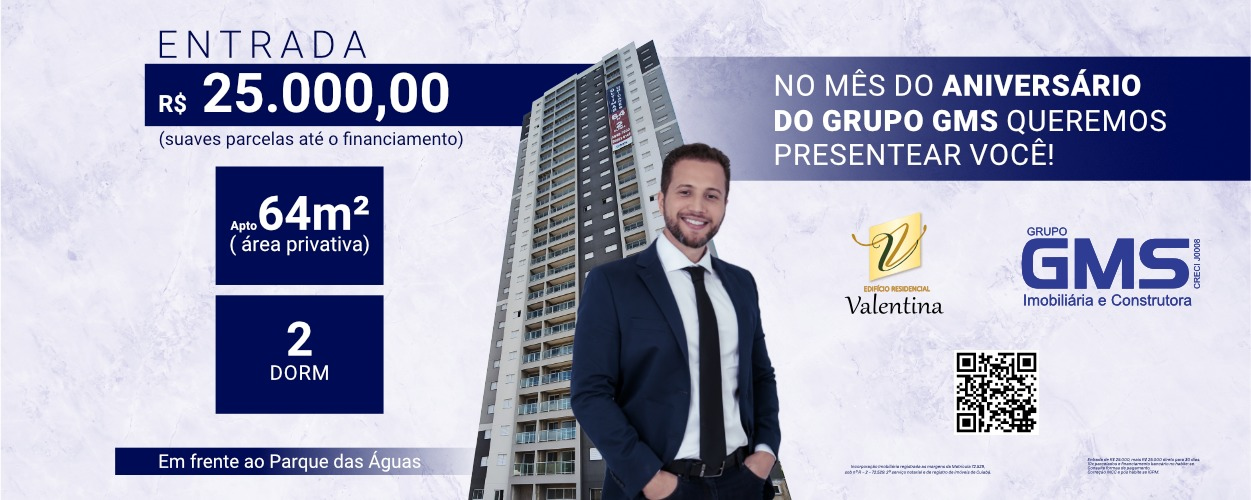 ENTRADA
R$ 25.000,00
(suaves parcelas até o financiamento)
Apto 64m²
( área privativa)
2
DORM
Em frente ao Parque das Águas
NO MÊS DO ANIVERSÁRIO
DO GRUPO GMS QUEREMOS
PRESENTEAR VOCÊ!
EDIFÍCIO RESIDENCIAL
Valentina
GRUPO
GMS
CRECI J0008
Imobiliária e Construtora